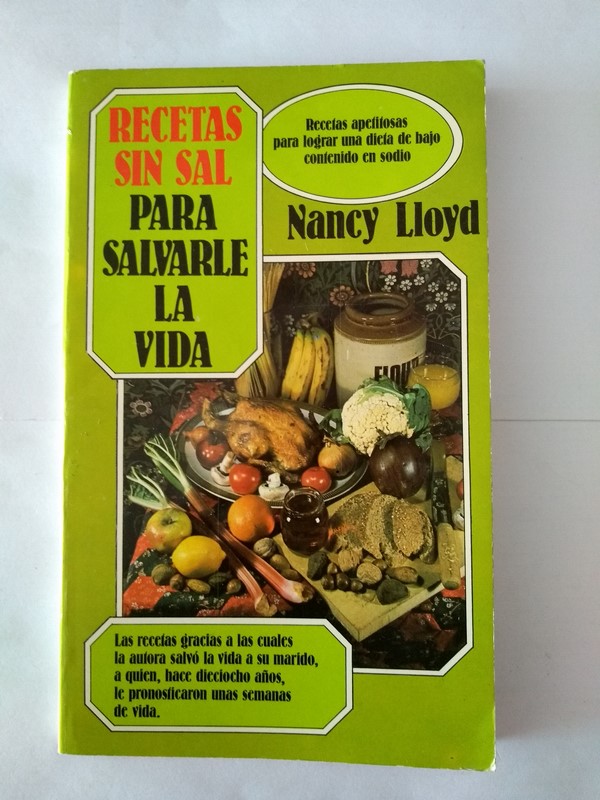 RECETAS
SIN SAL
PARA
SALVARLE
LA
VIDA
Recetas apetitosas
para lograr una dieta de bajo
contenido en sodio
Nancy Lloyd
FLOUR
Las recetas gracias a las cuales
la autora salvó la vida a su marido,
a quien, hace dieciocho años,
le pronosticaron unas semanas
de vida.